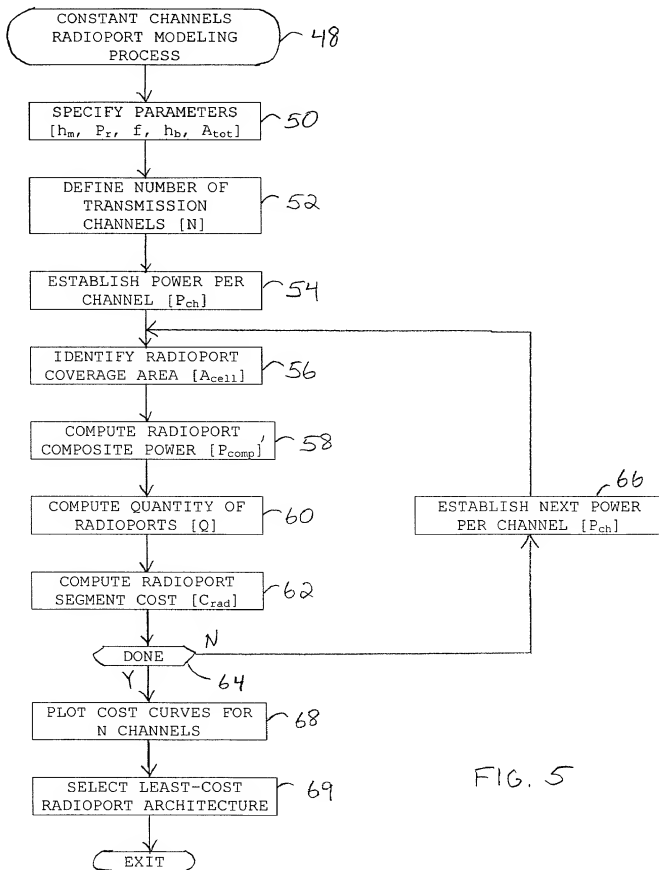 CONSTANT CHANNELS
RADIOPORT MODELING
PROCESS
48
SPECIFY PARAMETERS
[hm, Pr, f, hb, Atot]
50
DEFINE NUMBER OF
TRANSMISSION
CHANNELS [N]
52
ESTABLISH POWER PER
CHANNEL [Pch]
54
IDENTIFY RADIOPORT
COVERAGE AREA [Acell]
56
COMPUTE RADIOPORT
COMPOSITE POWER [Pcomp]
58
COMPUTE QUANTITY OF
RADIOPORTS [Q]
60
66
ESTABLISH NEXT POWER
PER CHANNEL [Pch]
COMPUTE RADIOPORT
SEGMENT COST [Crad]
62
DONE
N
64
Y
PLOT COST CURVES FOR
N CHANNELS
68
SELECT LEAST-COST
RADIOPORT ARCHITECTURE
69
EXIT
FIG. 5